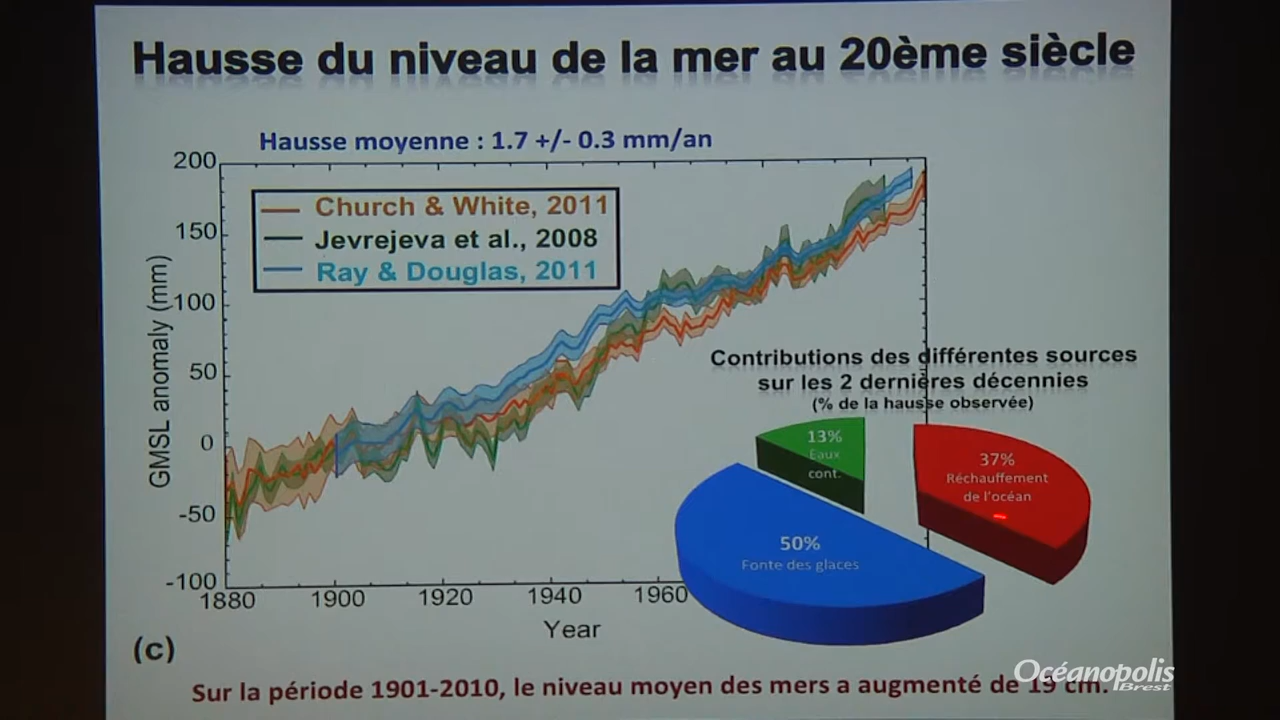 Hausse du niveau de la mer au 20ème siècle
Hausse moyenne : 1.7 +/- 0.3 mm/an
200
150
100
50
0
-50
-100
GMSL anomaly (mm)
Church & White, 2011
Jevrejeva et al., 2008
Ray & Douglas, 2011
1880
1900
1920
1940
1960
Year
(c)
Contributions des différentes sources
sur les 2 dernières décennies
(% de la hausse observée)
13%
Eaux
cont.
37%
Réchauffement
de l'océan
50%
Fonte des glaces
Sur la période 1901-2010, le niveau moyen des mers a augmenté de 19 cm.
Océanopolis
Brest